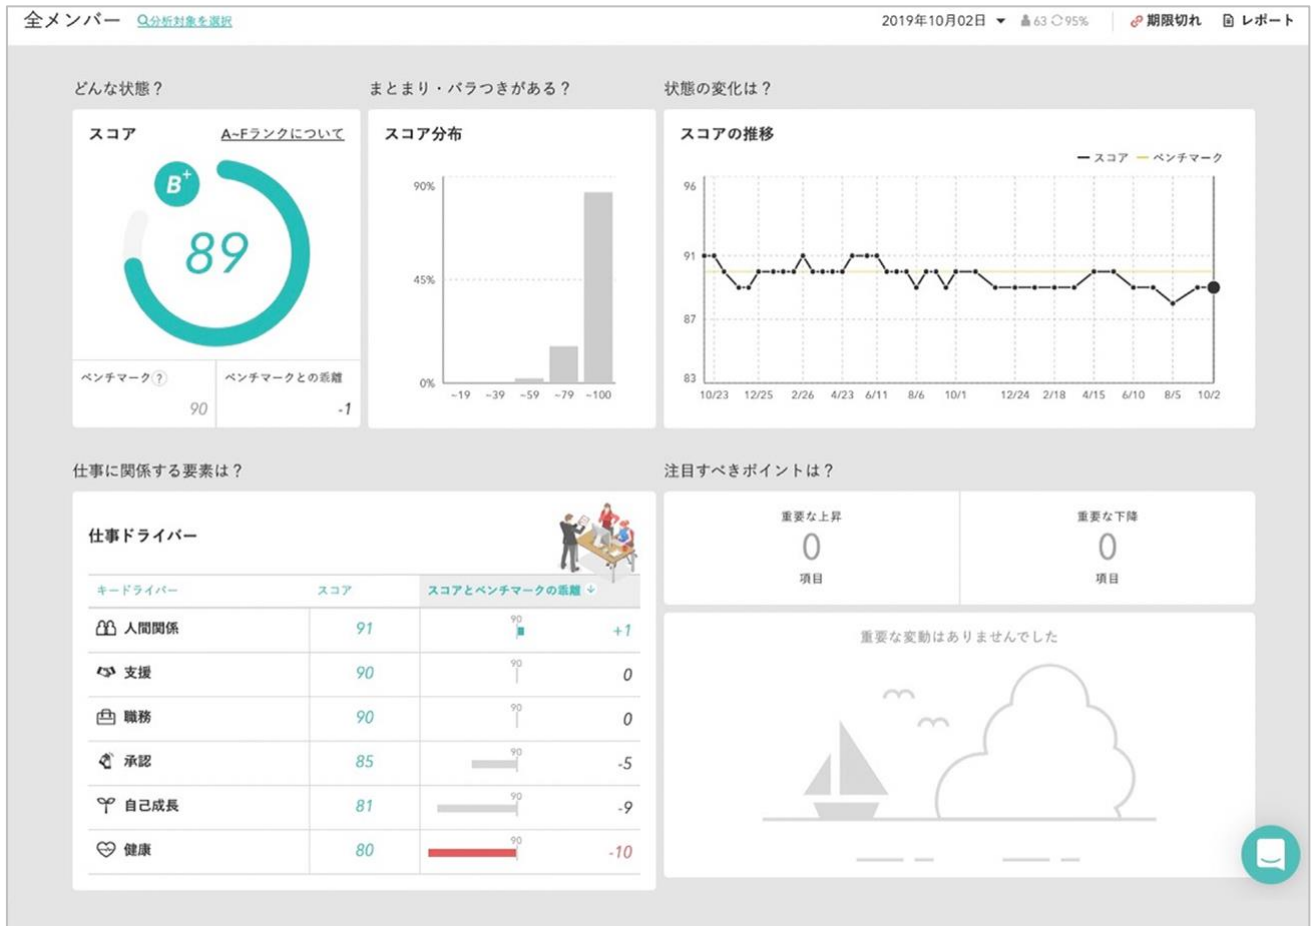 全メンバー 分析対象を選択 2019年10月02日 63 95% 期限切れ レポート
どんな状態？
スコア A~Fランクについて
B+
89
ベンチマーク ?
90
ベンチマークとの乖離
-1
まとまり・バラつきがある？
スコア分布
90%
45%
0%
~19 ~39 ~59 ~79 ~100
状態の変化は？
スコアの推移
スコア ベンチマーク
96
91
87
83
10/23 12/25 2/26 4/23 6/11 8/6 10/1 12/24 2/18 4/15 6/10 8/5 10/2
仕事に関係する要素は？
仕事ドライバー
キードライバー スコア スコアとベンチマークの乖離
人間関係 91 90 +1
支援 90 90 0
職務 90 90 0
承認 85 90 -5
自己成長 81 90 -9
健康 80 90 -10
注目すべきポイントは？
重要な上昇
0
項目
重要な下降
0
項目
重要な変動はありませんでした